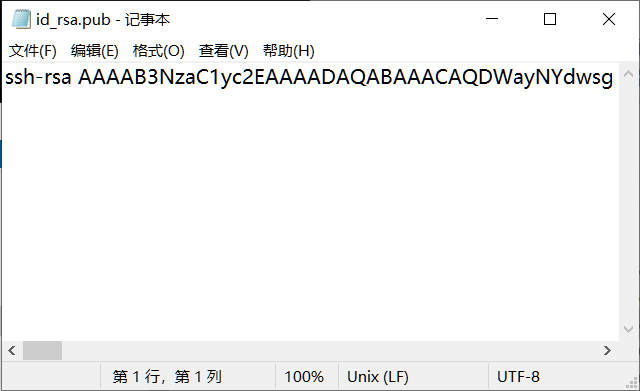 id_rsa.pub - 记事本
文件(F) 编辑(E) 格式(O) 查看(V) 帮助(H)
ssh-rsa AAAAB3NzaC1yc2EAAAADAQABAAACAQDWayNYdwsg
第 1 行，第 1 列 100% Unix (LF) UTF-8